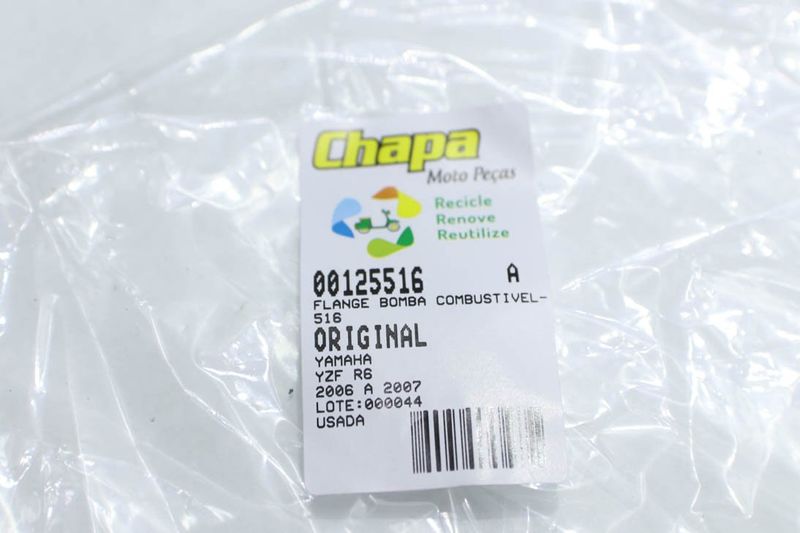 Chapa
Moto Peças
Recicle
Renove
Reutilize
00125516 A
FLANGE BOMBA COMBUSTIVEL-
516
ORIGINAL
YAMAHA
YZF R6
2006 A 2007
LOTE:000044
USADA